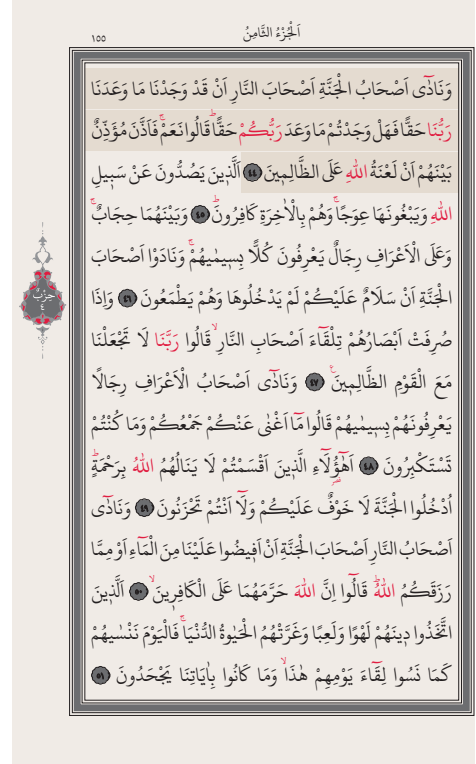 اَلْجُزْءُ الثَّامِنُ
١٥٥
وَنَادٰٓى اَصْحَابُ الْجَنَّةِ اَصْحَابَ النَّارِ اَنْ قَدْ وَجَدْنَا مَا وَعَدَنَا
رَبُّنَا حَقًّا فَهَلْ وَجَدْتُمْ مَا وَعَدَ رَبُّكُمْ حَقًّاۜ قَالُوا نَعَمْۚ فَاَذَّنَ مُؤَذِّنٌ
بَيْنَهُمْ اَنْ لَعْنَةُ اللّٰهِ عَلَى الظَّالِم۪ينَۙ ﴿٤٤﴾ اَلَّذ۪ينَ يَصُدُّونَ عَنْ سَب۪يلِ
اللّٰهِ وَيَبْغُونَهَا عِوَجًاۚ وَهُمْ بِالْاٰخِرَةِ كَافِرُونَۢ ﴿٤٥﴾ وَبَيْنَهُمَا حِجَابٌۚ
وَعَلَى الْاَعْرَافِ رِجَالٌ يَعْرِفُونَ كُلًّا بِس۪يمٰيهُمْۚ وَنَادَوْا اَصْحَابَ
الْجَنَّةِ اَنْ سَلَامٌ عَلَيْكُمْ لَمْ يَدْخُلُوهَا وَهُمْ يَطْمَعُونَ ﴿٤٦﴾ وَاِذَا
صُرِفَتْ اَبْصَارُهُمْ تِلْقَٓاءَ اَصْحَابِ النَّارِۙ قَالُوا رَبَّنَا لَا تَجْعَلْنَا
مَعَ الْقَوْمِ الظَّالِم۪ينَ۟ ﴿٤٧﴾ وَنَادٰٓى اَصْحَابُ الْاَعْرَافِ رِجَالًا
يَعْرِفُونَهُمْ بِس۪يمٰيهُمْ قَالُوا مَٓا اَغْنٰى عَنْكُمْ جَمْعُكُمْ وَمَا كُنْتُمْ
تَسْتَكْبِرُونَ ﴿٤٨﴾ اَهٰٓؤُ۬لَٓاءِ الَّذ۪ينَ اَقْسَمْتُمْ لَا يَنَالُهُمُ اللّٰهُ بِرَحْمَةٍۜ
اُدْخُلُوا الْجَنَّةَ لَا خَوْفٌ عَلَيْكُمْ وَلَٓا اَنْتُمْ تَحْزَنُونَ ﴿٤٩﴾ وَنَادٰٓى
اَصْحَابُ النَّارِ اَصْحَابَ الْجَنَّةِ اَنْ اَف۪يضُوا عَلَيْنَا مِنَ الْمَٓاءِ اَوْ مِمَّا
رَزَقَكُمُ اللّٰهُۜ قَالُٓوا اِنَّ اللّٰهَ حَرَّمَهُمَا عَلَى الْكَافِر۪ينَۙ ﴿٥٠﴾ اَلَّذ۪ينَ
اتَّخَذُوا د۪ينَهُمْ لَهْوًا وَلَعِبًا وَغَرَّتْهُمُ الْحَيٰوةُ الدُّنْيَاۚ فَالْيَوْمَ نَنْسٰيهُمْ
كَمَا نَسُوا لِقَٓاءَ يَوْمِهِمْ هٰذَاۙ وَمَا كَانُوا بِاٰيَاتِنَا يَجْحَدُونَ ﴿٥١﴾
حِزْبٌ
٤